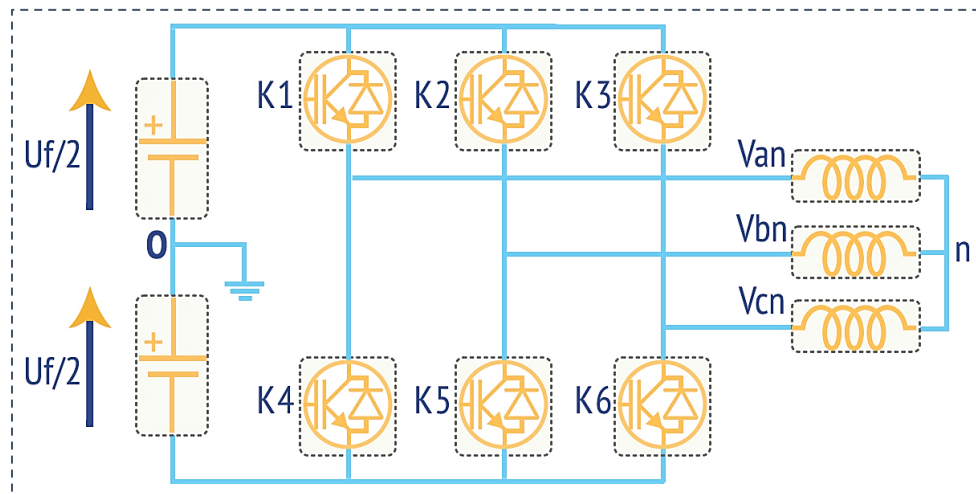 K1
K2
K3
+
Uf/2
Van
Vbn
n
O
Vcn
+
Uf/2
K4
K5
K6